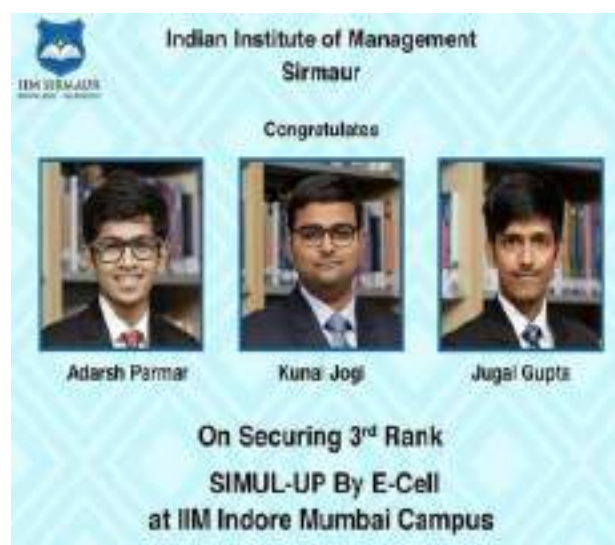 Indian Institute of Management
Sirmaur
IIM SIRMAUR
Congratulates
Adarsh Parmar
Kunal Jogi
Jugal Gupta
On Securing 3rd Rank
SIMUL-UP By E-Cell
at IIM Indore Mumbai Campus